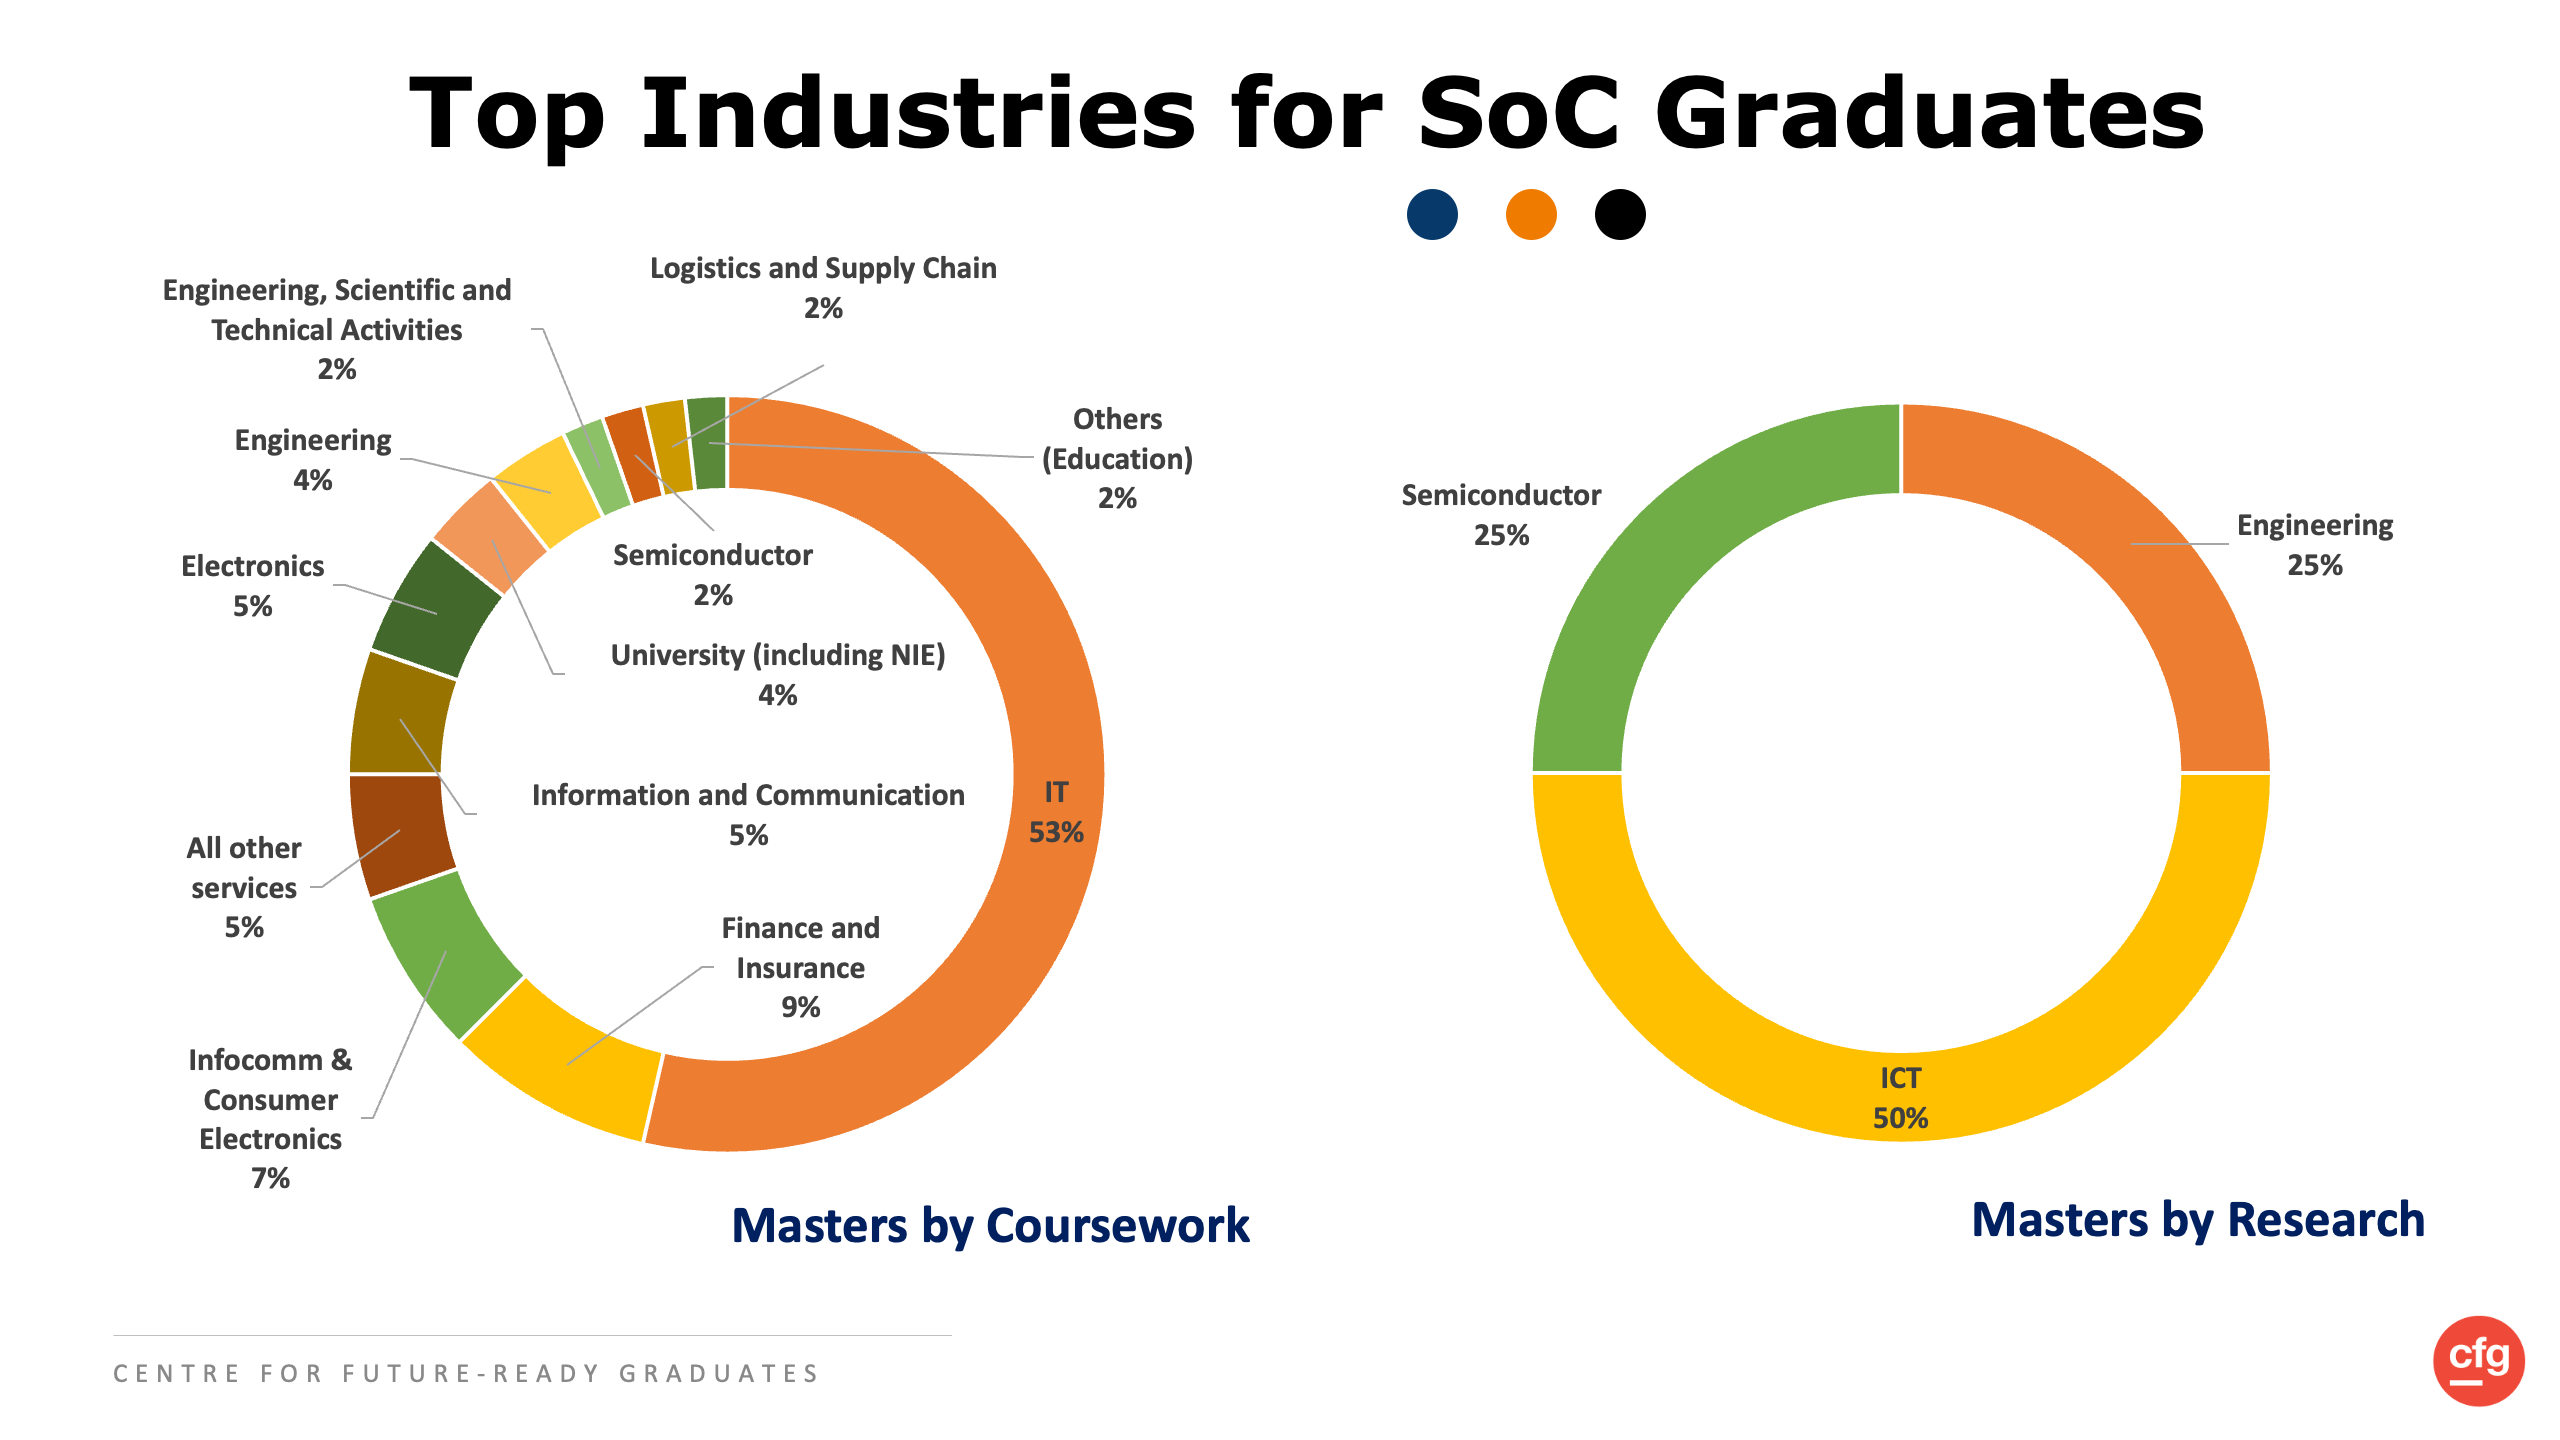 Top Industries for SoC Graduates
Logistics and Supply Chain
2%
Engineering, Scientific and
Technical Activities
2%
Others
(Education)
2%
Engineering
4%
Semiconductor
2%
Electronics
5%
University (including NIE)
4%
Information and Communication
5%
IT
53%
All other
services
5%
Finance and
Insurance
9%
Infocomm &
Consumer
Electronics
7%
Masters by Coursework
Semiconductor
25%
Engineering
25%
ICT
50%
Masters by Research
CENTRE FOR FUTURE-READY GRADUATES
cfg